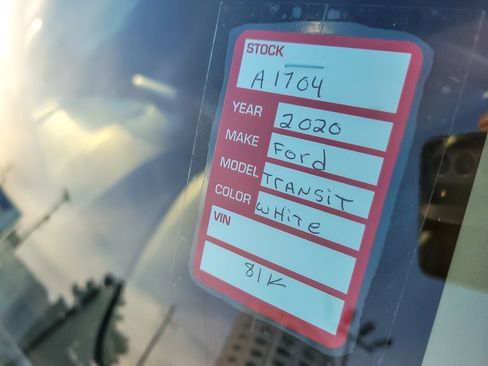 STOCK
A1704
YEAR 2020
MAKE Ford
MODEL TRANSIT
COLOR WHite
VIN
81K